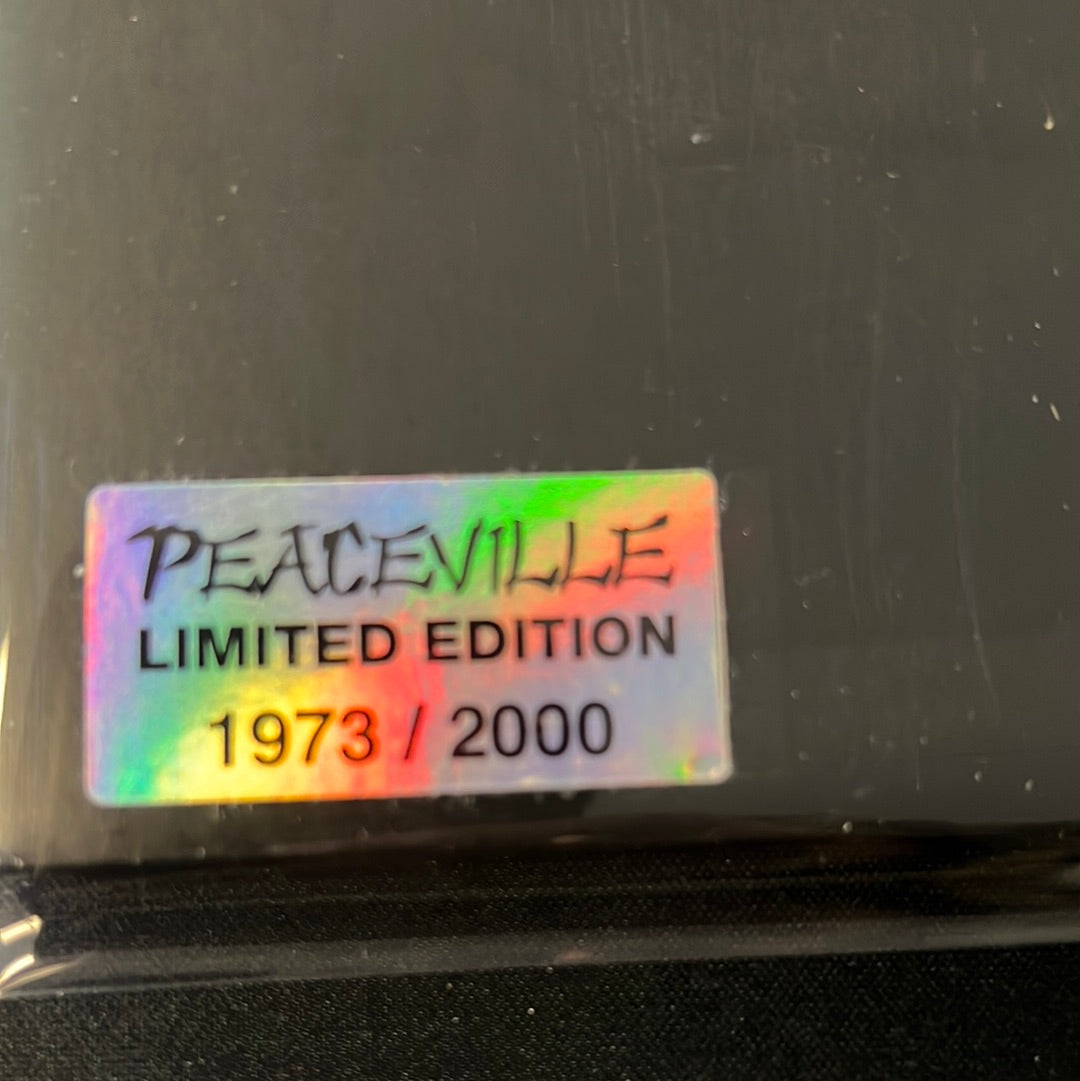 PEACEVILLE
LIMITED EDITION
1973 / 2000